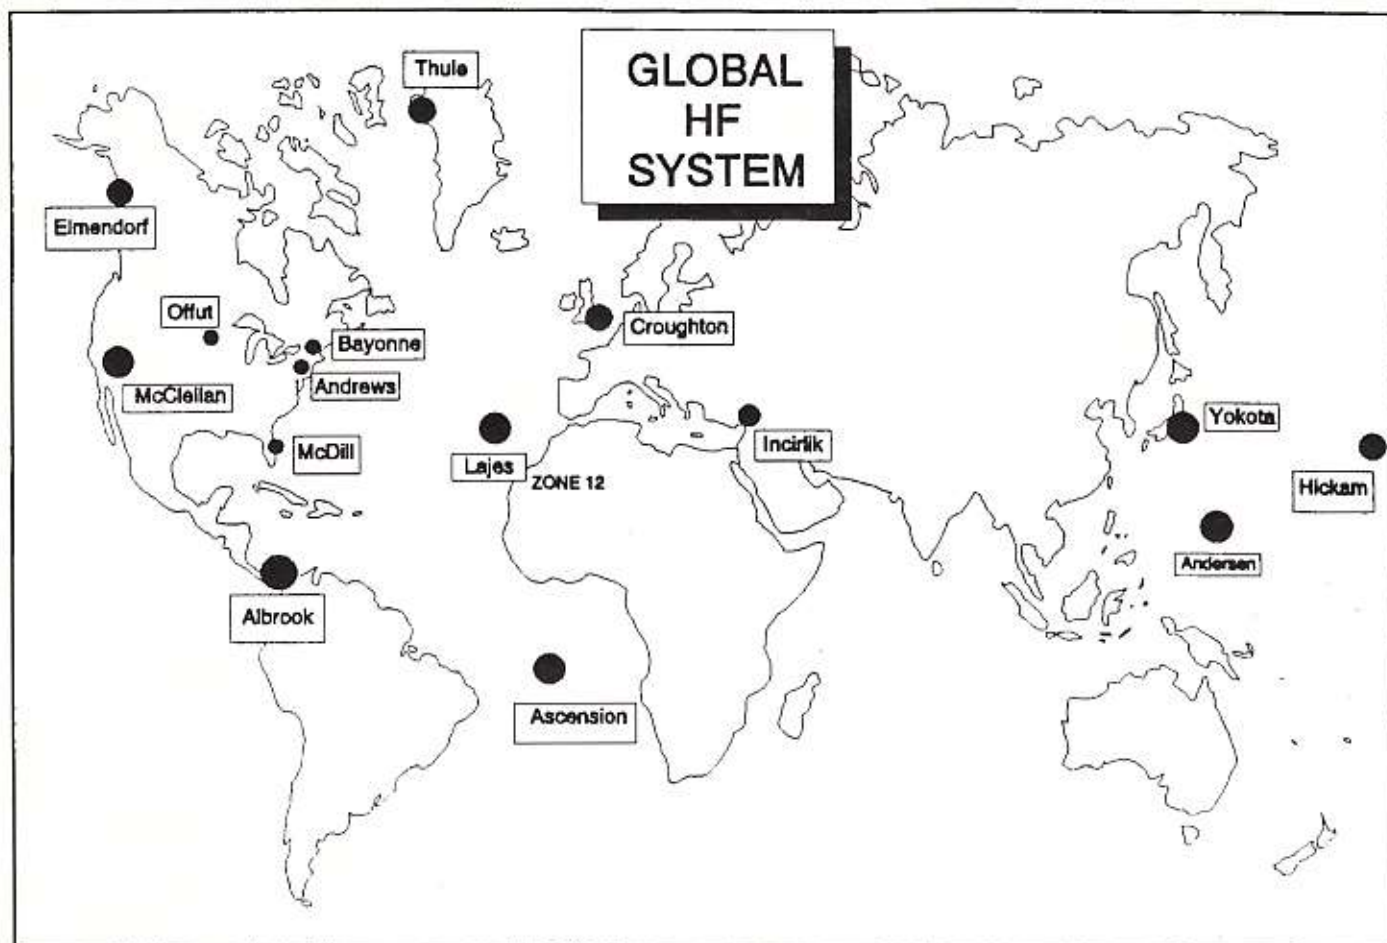 GLOBAL
HF
SYSTEM
Thule
Elmendorf
Offut
Bayonne
Andrews
McClellan
McDill
Croughton
Lajes
ZONE 12
Incirlik
Yokota
Hickam
Andersen
Albrook
Ascension